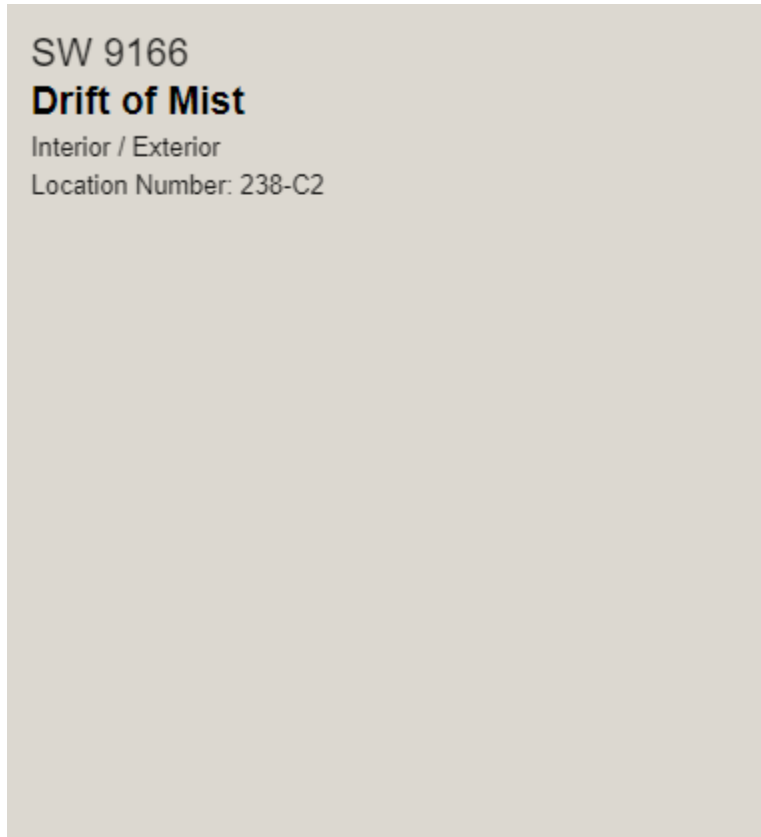 SW 9166
Drift of Mist
Interior / Exterior
Location Number: 238-C2